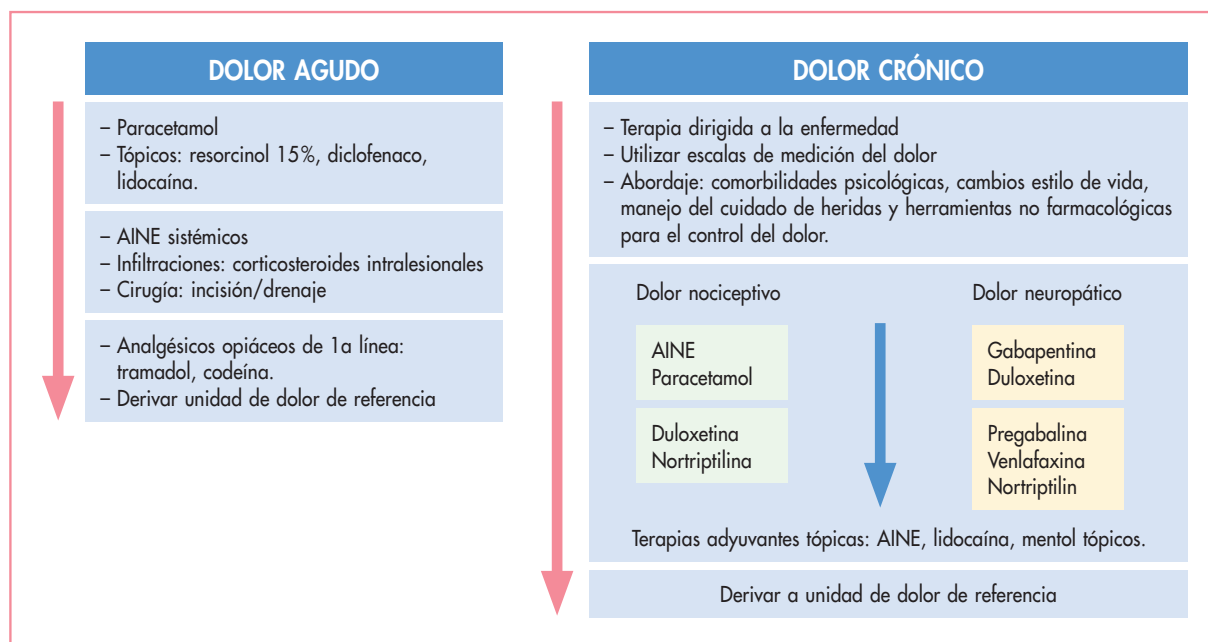 DOLOR AGUDO
– Paracetamol
– Tópicos: resorcinol 15%, diclofenaco,
lidocaína.
– AINE sistémicos
– Infiltraciones: corticosteroides intralesionales
– Cirugía: incisión/drenaje
– Analgésicos opiáceos de 1a línea:
tramadol, codeína.
– Derivar unidad de dolor de referencia
DOLOR CRÓNICO
– Terapia dirigida a la enfermedad
– Utilizar escalas de medición del dolor
– Abordaje: comorbilidades psicológicas, cambios estilo de vida,
manejo del cuidado de heridas y herramientas no farmacológicas
para el control del dolor.
Dolor nociceptivo
AINE
Paracetamol
Duloxetina
Nortriptilina
Dolor neuropático
Gabapentina
Duloxetina
Pregabalina
Venlafaxina
Nortriptilin
Terapias adyuvantes tópicas: AINE, lidocaína, mentol tópicos.
Derivar a unidad de dolor de referencia